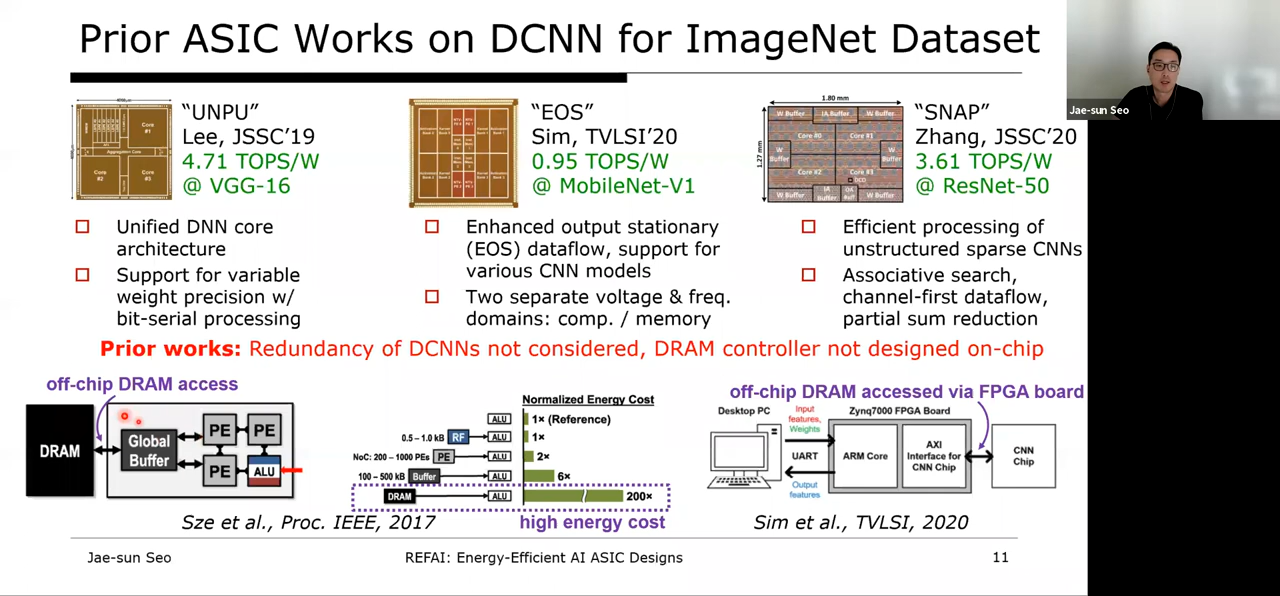 Prior ASIC Works on DCNN for ImageNet Dataset
Jae-sun Seo
Core #1
Aggregation Core
Core #2
Core #3
"UNPU"
Lee, JSSC'19
4.71 TOPS/W
@ VGG-16
"EOS"
Sim, TVLSI'20
0.95 TOPS/W
@ MobileNet-V1
1.80 mm
1.27 mm
W Buffer
IA Buffer
W Buffer
Core #0
Core #1
W Buffer
W Buffer
Core #2
Core #3
W Buffer
IA Buffer
W Buffer
"SNAP"
Zhang, JSSC'20
3.61 TOPS/W
@ ResNet-50
Unified DNN core
architecture
Support for variable
weight precision w/
bit-serial processing
Enhanced output stationary
(EOS) dataflow, support for
various CNN models
Two separate voltage & freq.
domains: comp. / memory
Efficient processing of
unstructured sparse CNNs
Associative search,
channel-first dataflow,
partial sum reduction
Prior works: Redundancy of DCNNs not considered, DRAM controller not designed on-chip
off-chip DRAM access
DRAM
Global
Buffer
PE
PE
PE
ALU
Normalized Energy Cost
ALU
1× (Reference)
0.5 – 1.0 kB
RF
ALU
1×
NoC: 200 – 1000 PEs
PE
ALU
2×
100 – 500 kB
Buffer
ALU
6×
DRAM
ALU
200×
Sze et al., Proc. IEEE, 2017
high energy cost
off-chip DRAM accessed via FPGA board
Desktop PC
Input
features,
Weights
UART
Output
features
Zynq7000 FPGA Board
ARM Core
AXI
Interface for
CNN Chip
CNN
Chip
Sim et al., TVLSI, 2020
Jae-sun Seo
REFAI: Energy-Efficient AI ASIC Designs
11